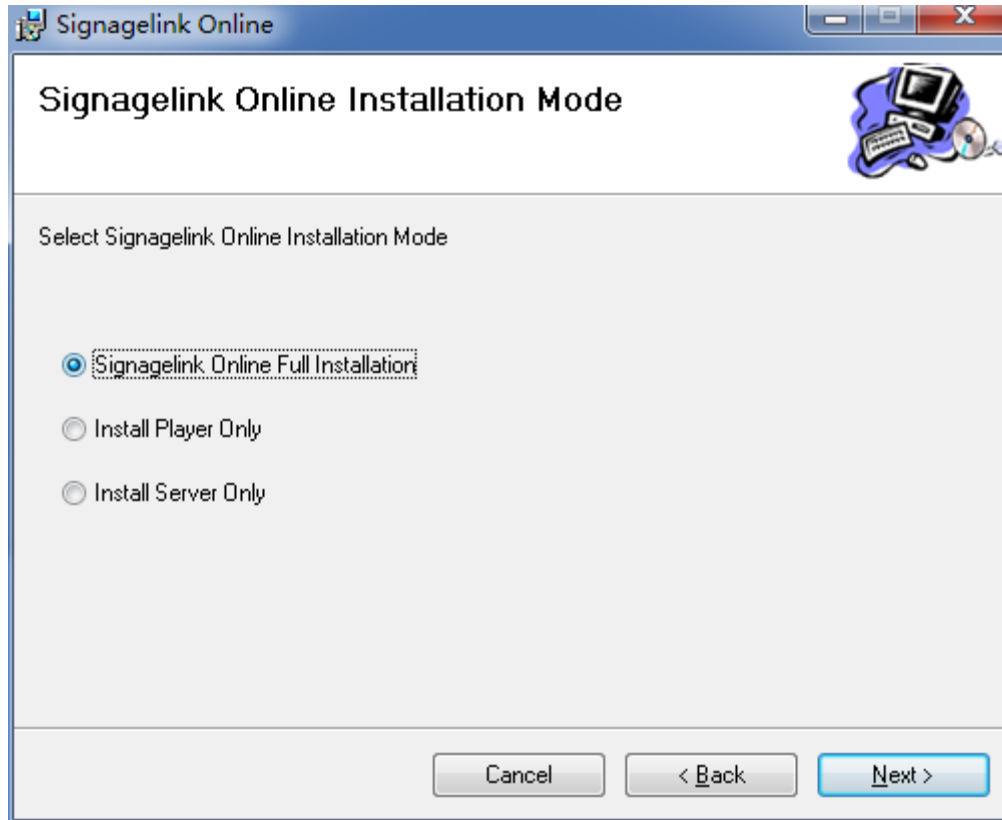 Signagelink Online
Signagelink Online Installation Mode
Select Signagelink Online Installation Mode
Signagelink Online Full Installation
Install Player Only
Install Server Only
Cancel
< Back
Next >